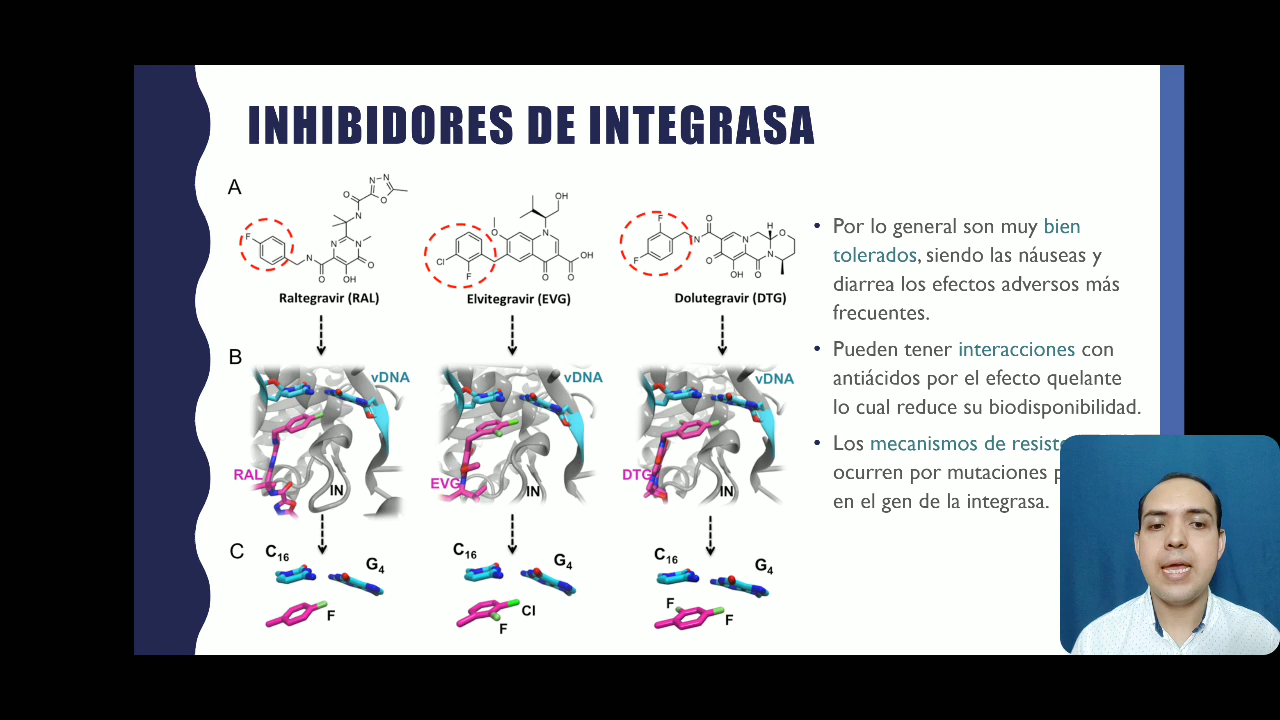 INHIBIDORES DE INTEGRASA
A
Raltegravir (RAL)
Elvitegravir (EVG)
Dolutegravir (DTG)
B
vDNA
vDNA
vDNA
RAL
IN
EVG
IN
DTG
IN
C
C16
G4
F
C16
G4
Cl
F
C16
G4
F
F
• Por lo general son muy bien
tolerados, siendo las náuseas y
diarrea los efectos adversos más
frecuentes.
• Pueden tener interacciones con
antiácidos por el efecto quelante
lo cual reduce su biodisponibilidad.
• Los mecanismos de
ocurren por mutaciones
en el gen de la integrasa.